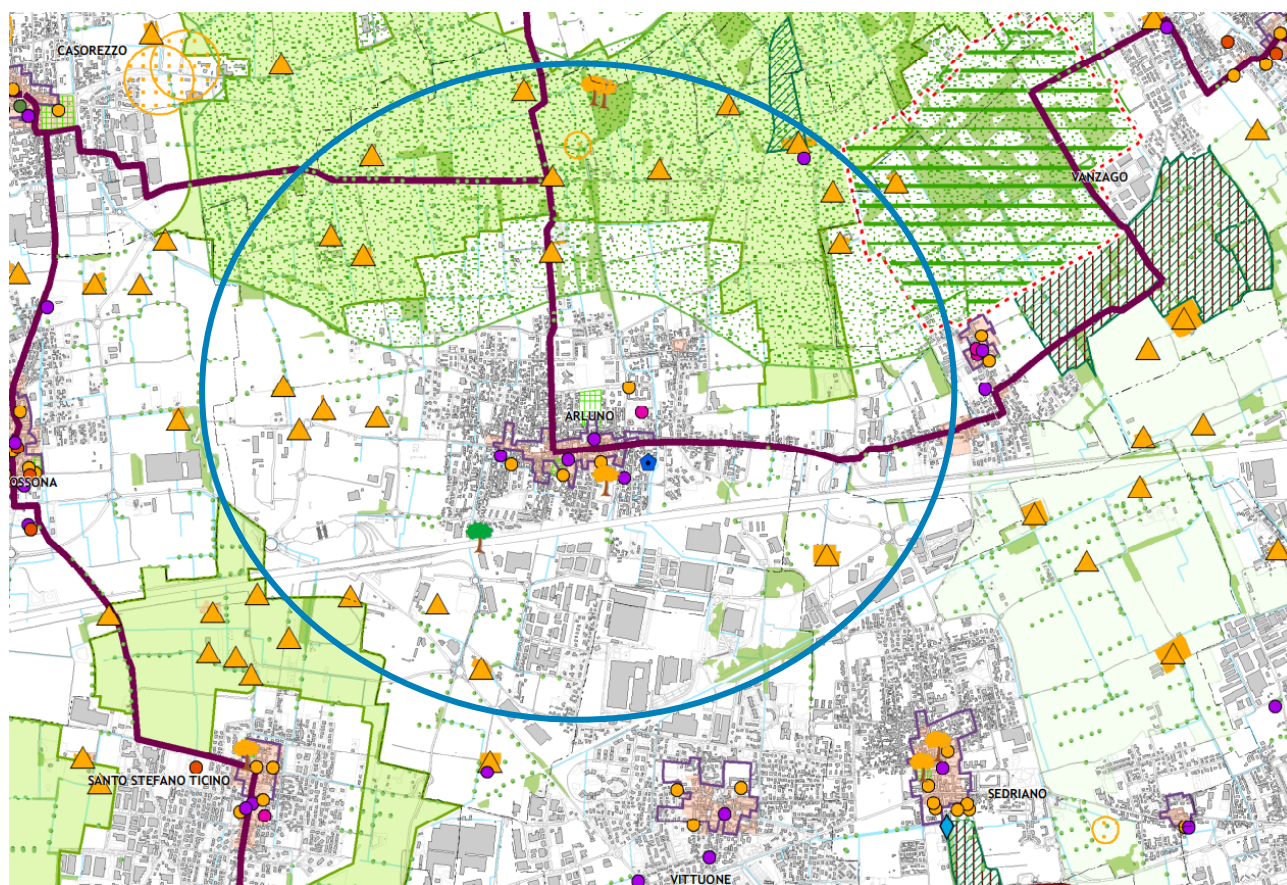 CASOREZZO
VANZAGO
ARLUNO
OSSONA
SANTO STEFANO TICINO
SEDRIANO
VITTUONE